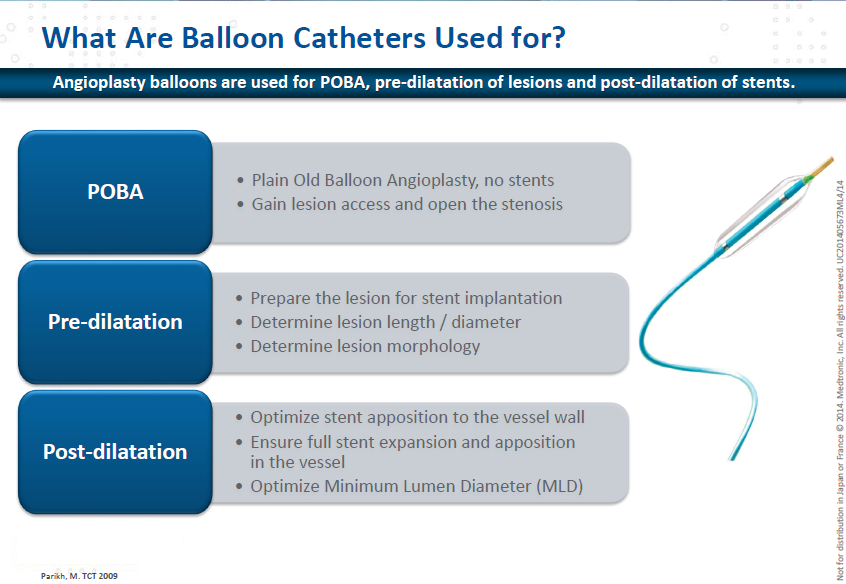 What Are Balloon Catheters Used for?
Angioplasty balloons are used for POBA, pre-dilatation of lesions and post-dilatation of stents.
POBA
• Plain Old Balloon Angioplasty, no stents
• Gain lesion access and open the stenosis
Pre-dilatation
• Prepare the lesion for stent implantation
• Determine lesion length / diameter
• Determine lesion morphology
Post-dilatation
• Optimize stent apposition to the vessel wall
• Ensure full stent expansion and apposition
in the vessel
• Optimize Minimum Lumen Diameter (MLD)
Parikh, M. TCT 2009
Not for distribution in Japan or France © 2014. Medtronic, Inc. All rights reserved. UC201405673ML4/14